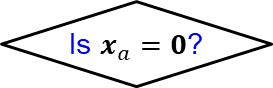 Is 𝒙ₐ = 𝟎?